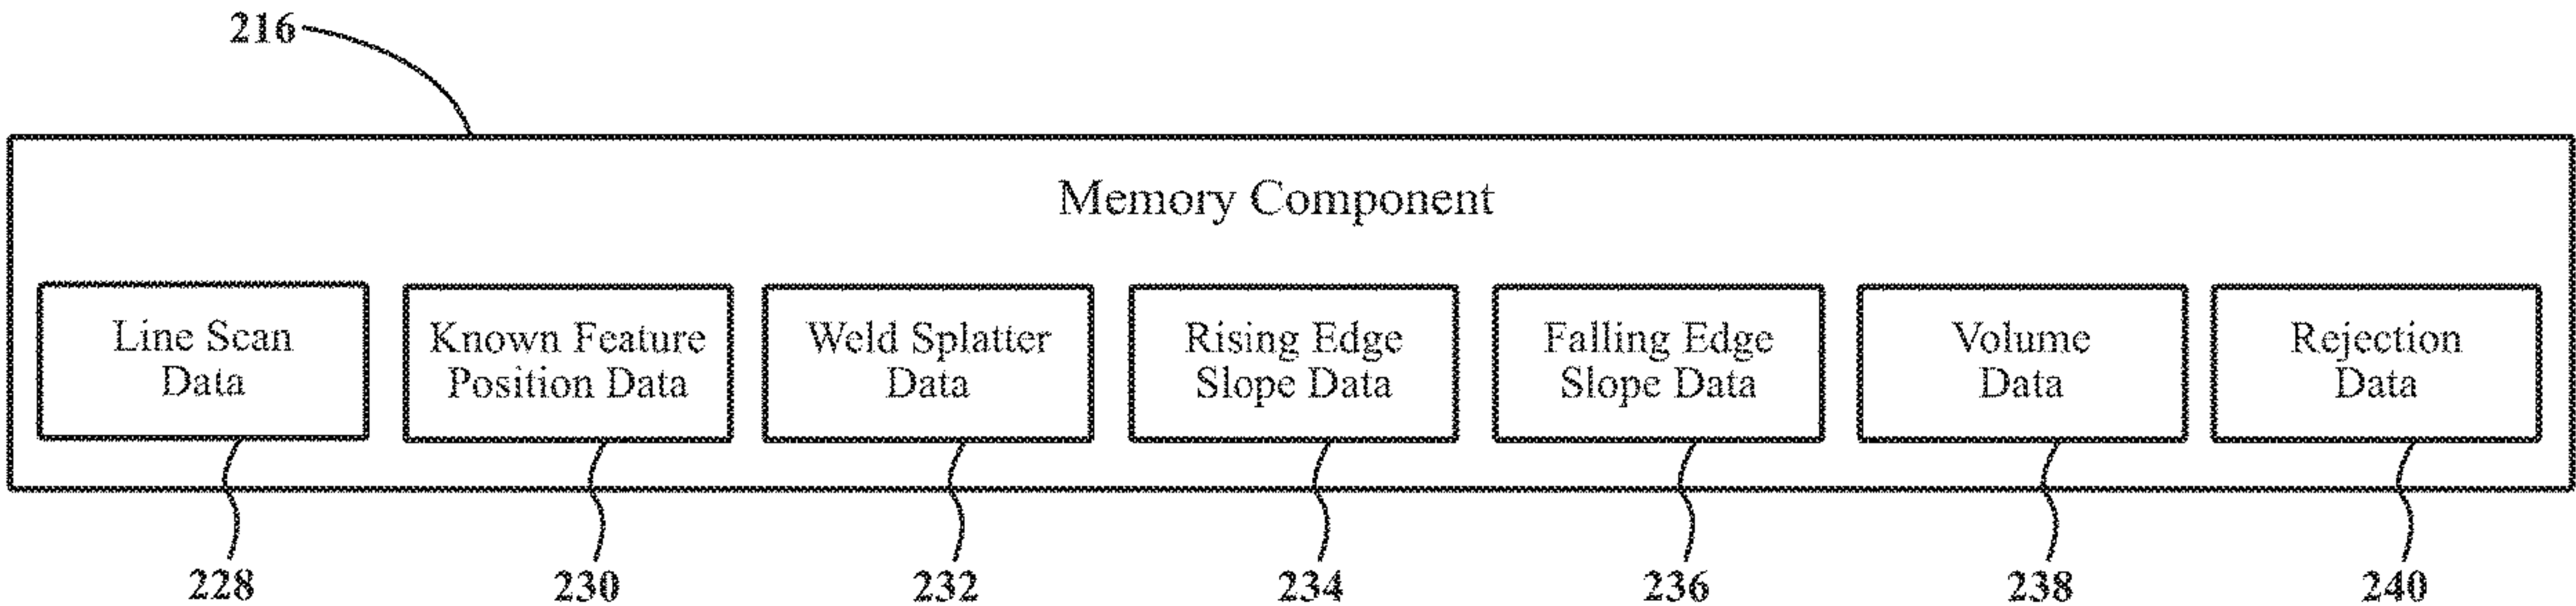 216
Memory Component
Line Scan
Data
Known Feature
Position Data
Weld Splatter
Data
Rising Edge
Slope Data
Falling Edge
Slope Data
Volume
Data
Rejection
Data
228
230
232
234
236
238
240